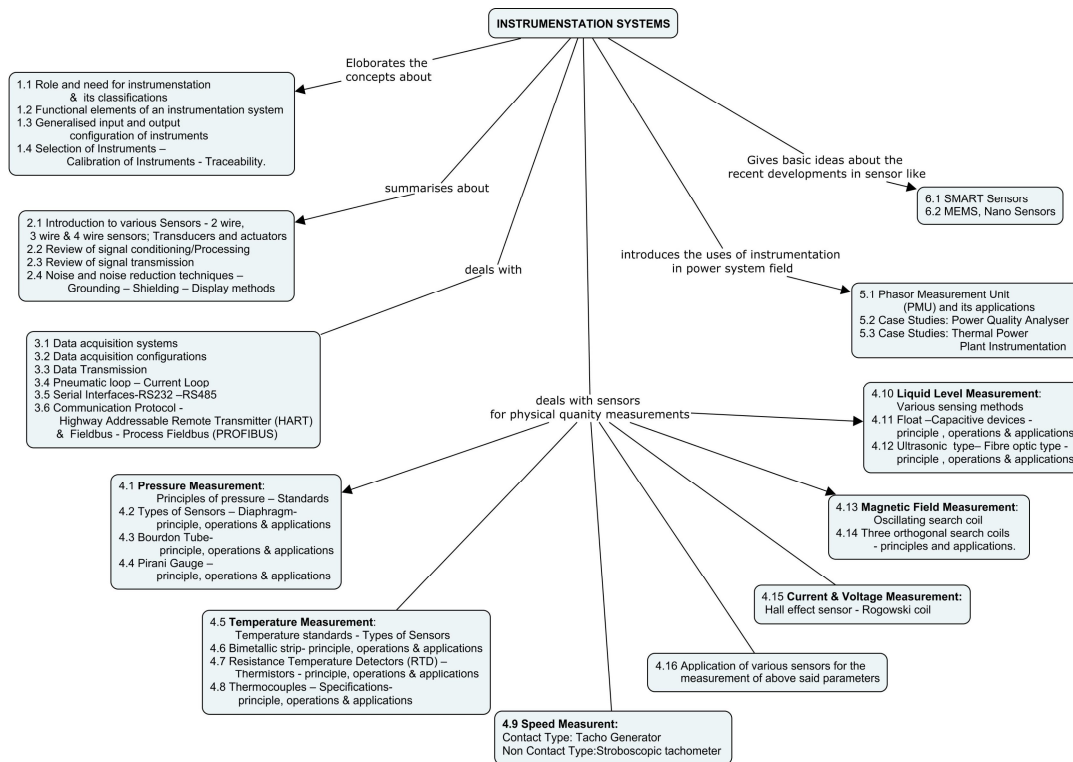 INSTRUMENSTATION SYSTEMS
Eloborates the
concepts about
1.1 Role and need for instrumenstation
& its classifications
1.2 Functional elements of an instrumentation system
1.3 Generalised input and output
configuration of instruments
1.4 Selection of Instruments –
Calibration of Instruments - Traceability.
summarises about
2.1 Introduction to various Sensors - 2 wire,
3 wire & 4 wire sensors; Transducers and actuators
2.2 Review of signal conditioning/Processing
2.3 Review of signal transmission
2.4 Noise and noise reduction techniques –
Grounding – Shielding – Display methods
deals with
3.1 Data acquisition systems
3.2 Data acquisition configurations
3.3 Data Transmission
3.4 Pneumatic loop – Current Loop
3.5 Serial Interfaces-RS232 –RS485
3.6 Communication Protocol -
Highway Addressable Remote Transmitter (HART)
& Fieldbus - Process Fieldbus (PROFIBUS)
Gives basic ideas about the
recent developments in sensor like
6.1 SMART Sensors
6.2 MEMS, Nano Sensors
introduces the uses of instrumentation
in power system field
5.1 Phasor Measurement Unit
(PMU) and its applications
5.2 Case Studies: Power Quality Analyser
5.3 Case Studies: Thermal Power
Plant Instrumentation
deals with sensors
for physical quanity measurements
4.1 Pressure Measurement:
Principles of pressure – Standards
4.2 Types of Sensors – Diaphragm-
principle, operations & applications
4.3 Bourdon Tube-
principle, operations & applications
4.4 Pirani Gauge –
principle, operations & applications
4.5 Temperature Measurement:
Temperature standards - Types of Sensors
4.6 Bimetallic strip- principle, operations & applications
4.7 Resistance Temperature Detectors (RTD) –
Thermistors - principle, operations & applications
4.8 Thermocouples – Specifications-
principle, operations & applications
4.9 Speed Measurent:
Contact Type: Tacho Generator
Non Contact Type:Stroboscopic tachometer
4.10 Liquid Level Measurement:
Various sensing methods
4.11 Float –Capacitive devices -
principle , operations & applications
4.12 Ultrasonic type– Fibre optic type -
principle , operations & applications
4.13 Magnetic Field Measurement:
Oscillating search coil
4.14 Three orthogonal search coils
- principles and applications.
4.15 Current & Voltage Measurement:
Hall effect sensor - Rogowski coil
4.16 Application of various sensors for the
measurement of above said parameters